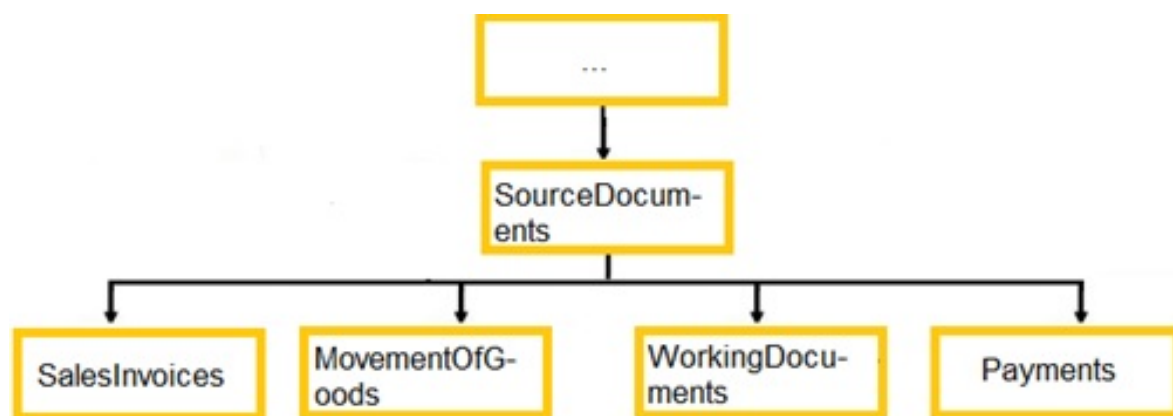 ...
SourceDocum-
ents
SalesInvoices
MovementOfG-
oods
WorkingDocu-
ments
Payments